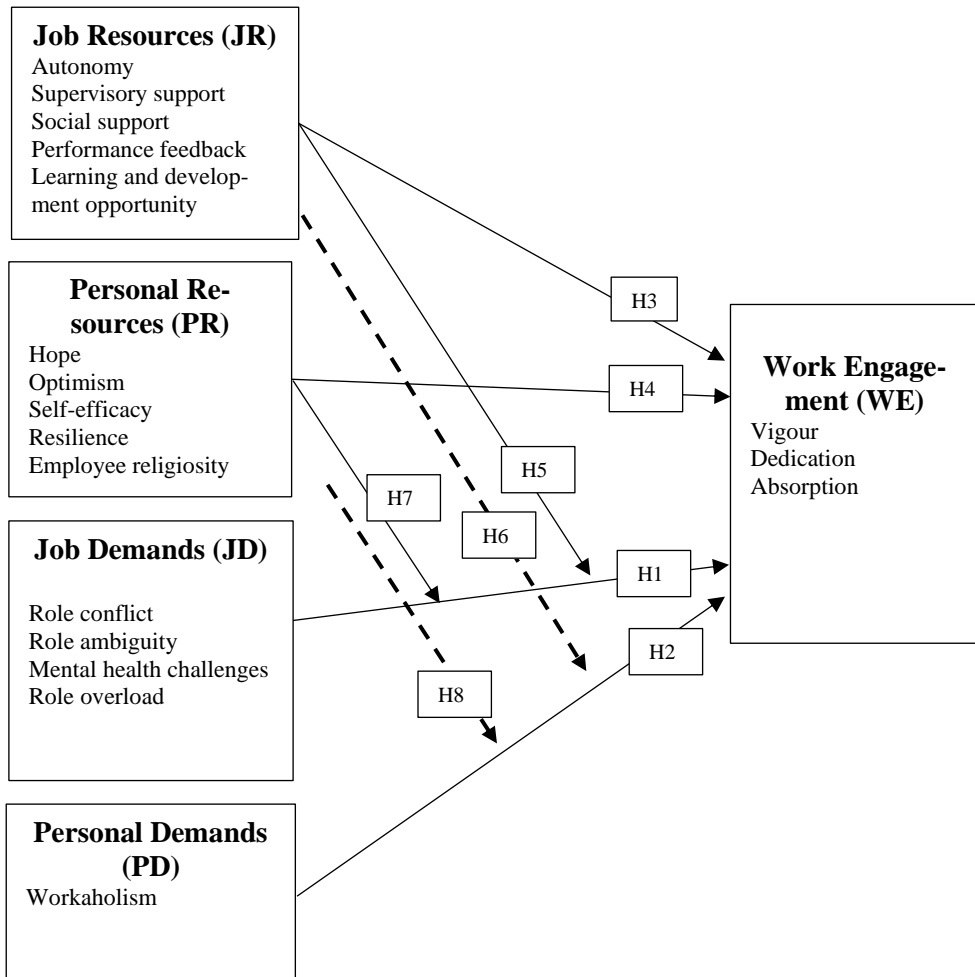 Job Resources (JR)
Autonomy
Supervisory support
Social support
Performance feedback
Learning and develop-
ment opportunity
Personal Re-
sources (PR)
Hope
Optimism
Self-efficacy
Resilience
Employee religiosity
Job Demands (JD)
Role conflict
Role ambiguity
Mental health challenges
Role overload
Personal Demands
(PD)
Workaholism
H3
H4
H5
H7
H6
H1
H2
H8
Work Engage-
ment (WE)
Vigour
Dedication
Absorption